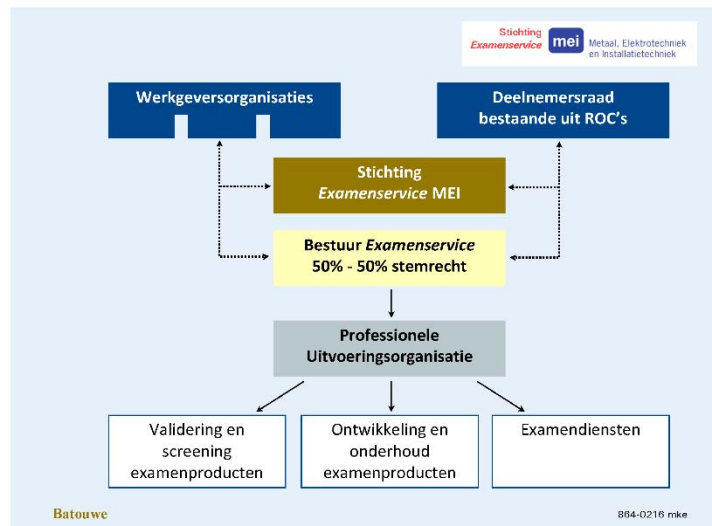 Stichting
Examenservice
mei
Metaal, Elektrotechniek
en Installatietechniek
Werkgeversorganisaties
Deelnemersraad
bestaande uit ROC's
Stichting
Examenservice MEI
Bestuur Examenservice
50% - 50% stemrecht
Professionele
Uitvoeringsorganisatie
Validering en
screening
examenproducten
Ontwikkeling en
onderhoud
examenproducten
Examendiensten
Batouwe
864-0216 mke